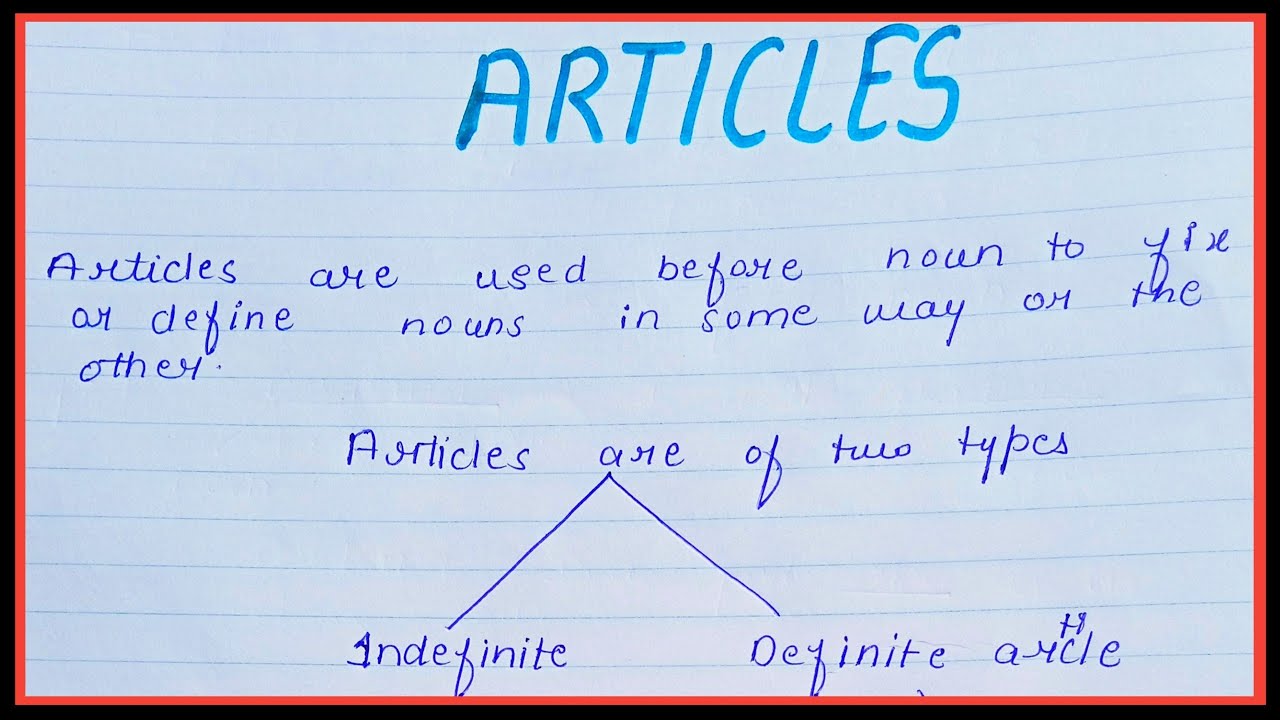 ARTICLES
Articles are used before noun to fix
or define nouns in some way or the
other.
Articles are of two types
Indefinite Definite article